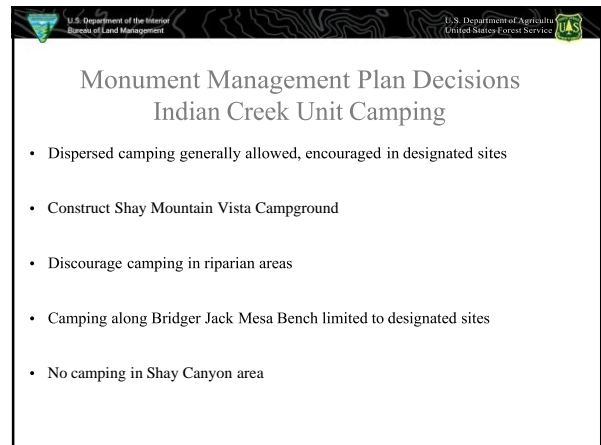 U.S. Department of the Interior
Bureau of Land Management
U.S. Department of Agricultu
United States Forest Service
UAS
Monument Management Plan Decisions
Indian Creek Unit Camping
• Dispersed camping generally allowed, encouraged in designated sites
• Construct Shay Mountain Vista Campground
• Discourage camping in riparian areas
• Camping along Bridger Jack Mesa Bench limited to designated sites
• No camping in Shay Canyon area